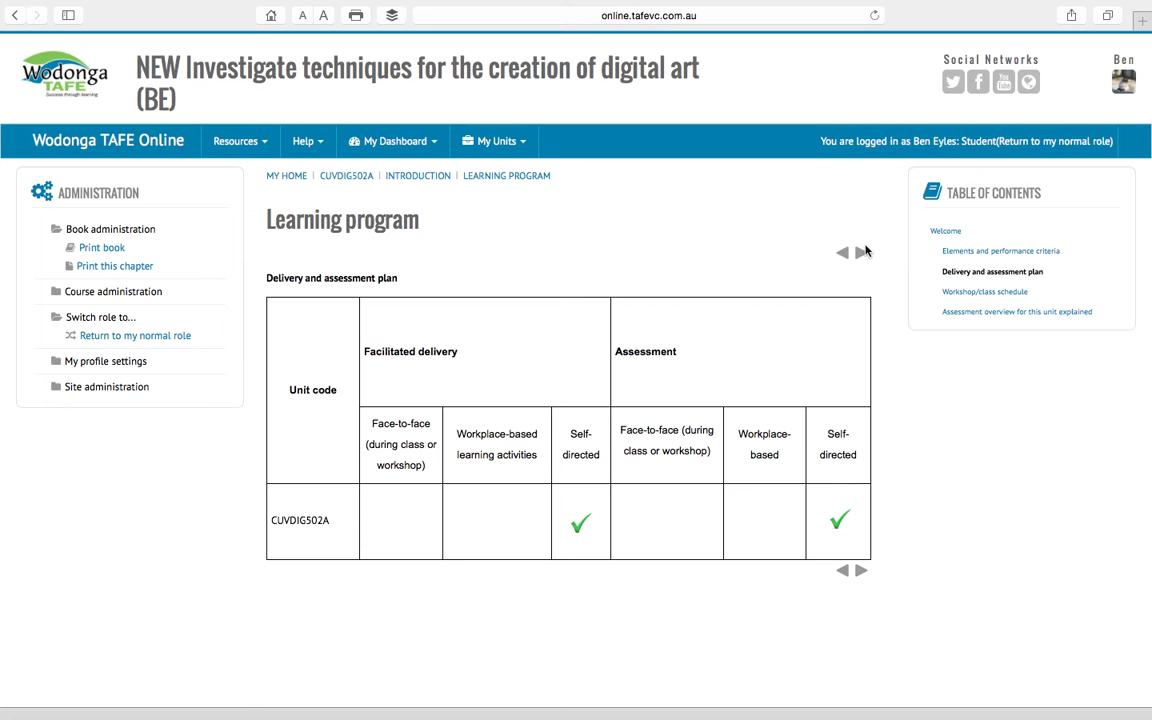 online.tafevc.com.au
A A
Wodonga
TAFE
Success through learning
NEW Investigate techniques for the creation of digital art
(BE)
Social Networks
Ben
You
Tube
Wodonga TAFE Online
Resources
Help
My Dashboard
My Units
You are logged in as Ben Eyles: Student(Return to my normal role)
ADMINISTRATION
Book administration
Print book
Print this chapter
Course administration
Switch role to...
Return to my normal role
My profile settings
Site administration
MY HOME | CUVDIG502A | INTRODUCTION | LEARNING PROGRAM
Learning program
Delivery and assessment plan
Unit code
Facilitated delivery
Assessment
Face-to-face
(during class or
workshop)
Workplace-based
learning activities
Self-
directed
Face-to-face (during
class or workshop)
Workplace-
based
Self-
directed
CUVDIG502A
TABLE OF CONTENTS
Welcome
Elements and performance criteria
Delivery and assessment plan
Workshop/class schedule
Assessment overview for this unit explained